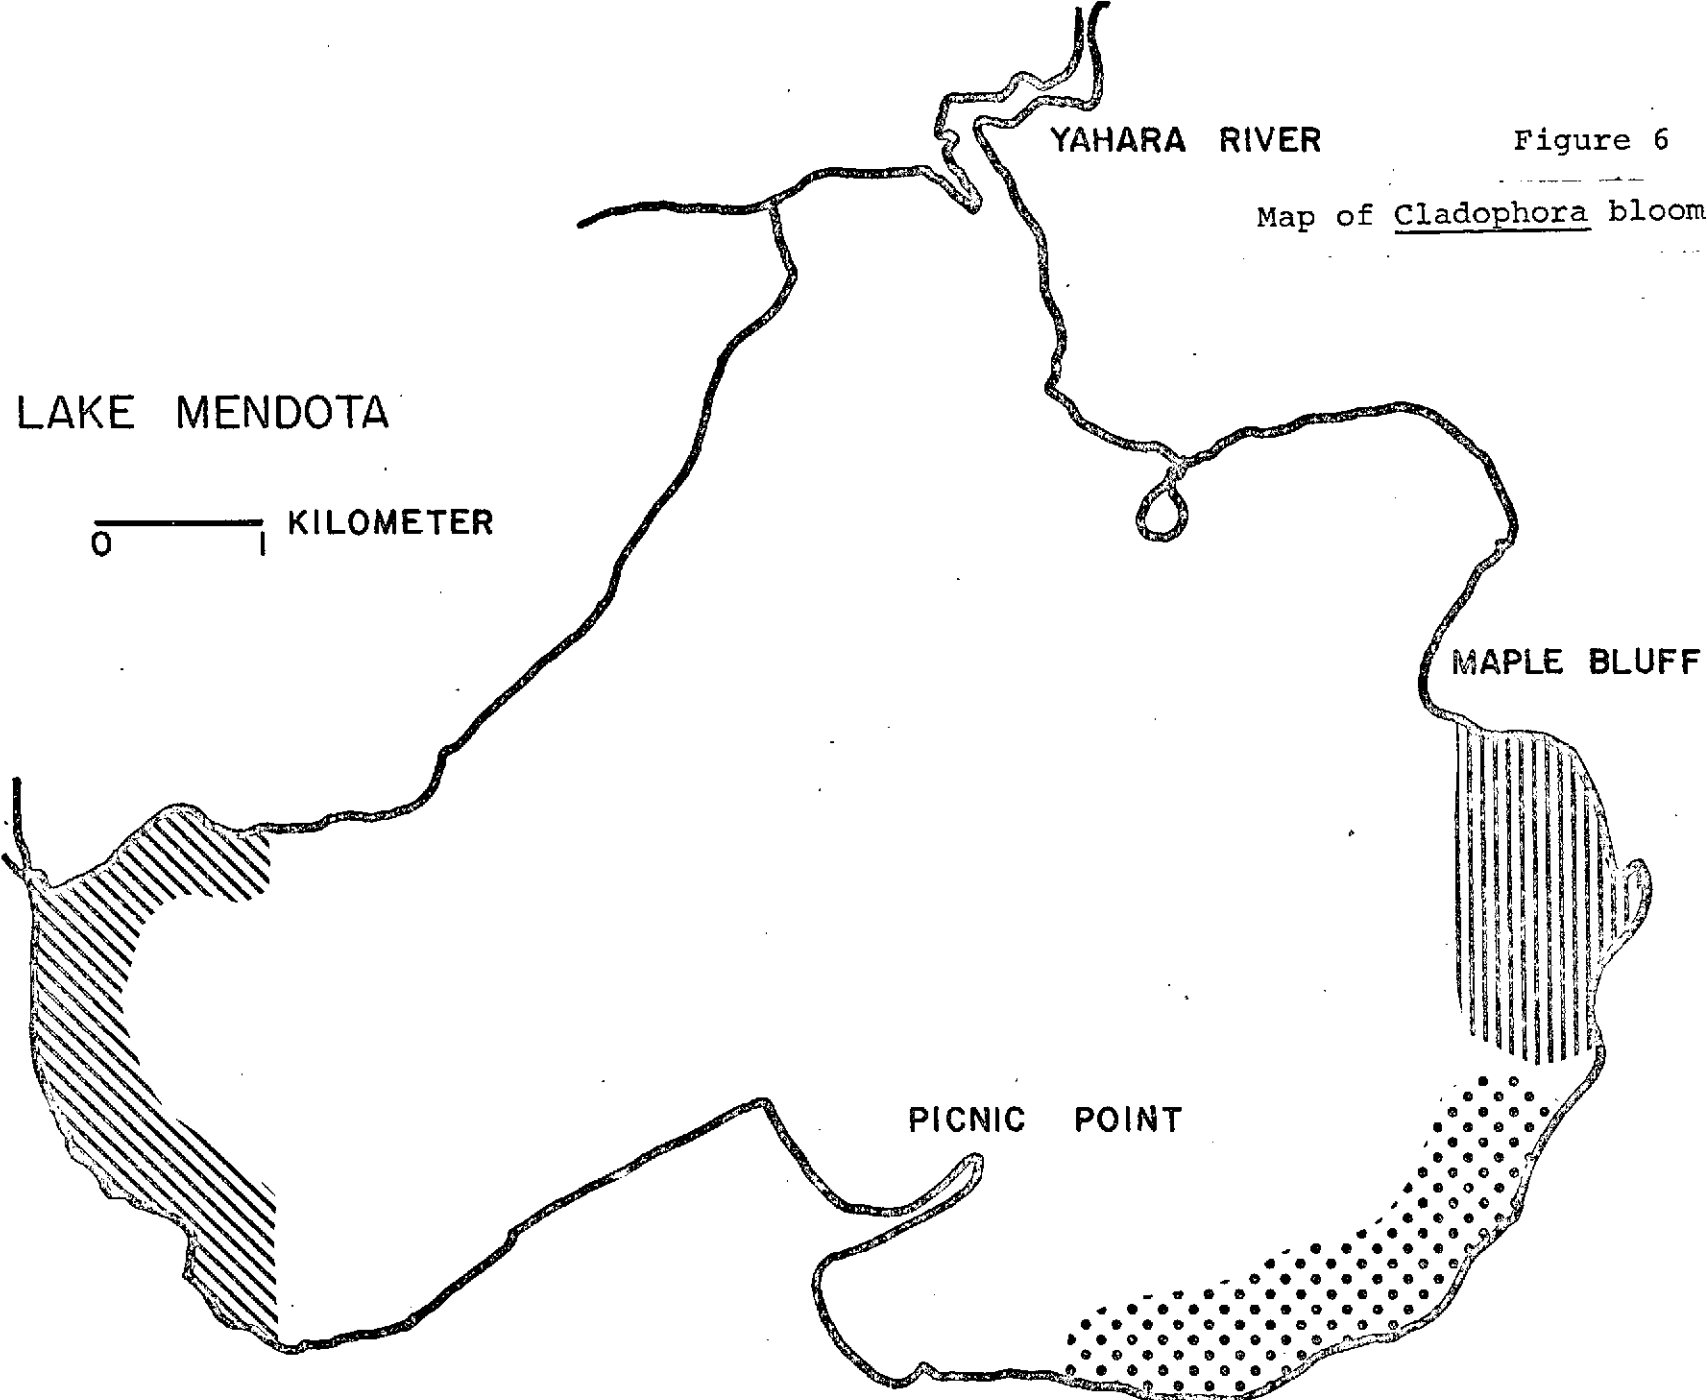 YAHARA RIVER
Figure 6
Map of Cladophora bloom
LAKE MENDOTA
KILOMETER
0 1
MAPLE BLUFF
PICNIC POINT